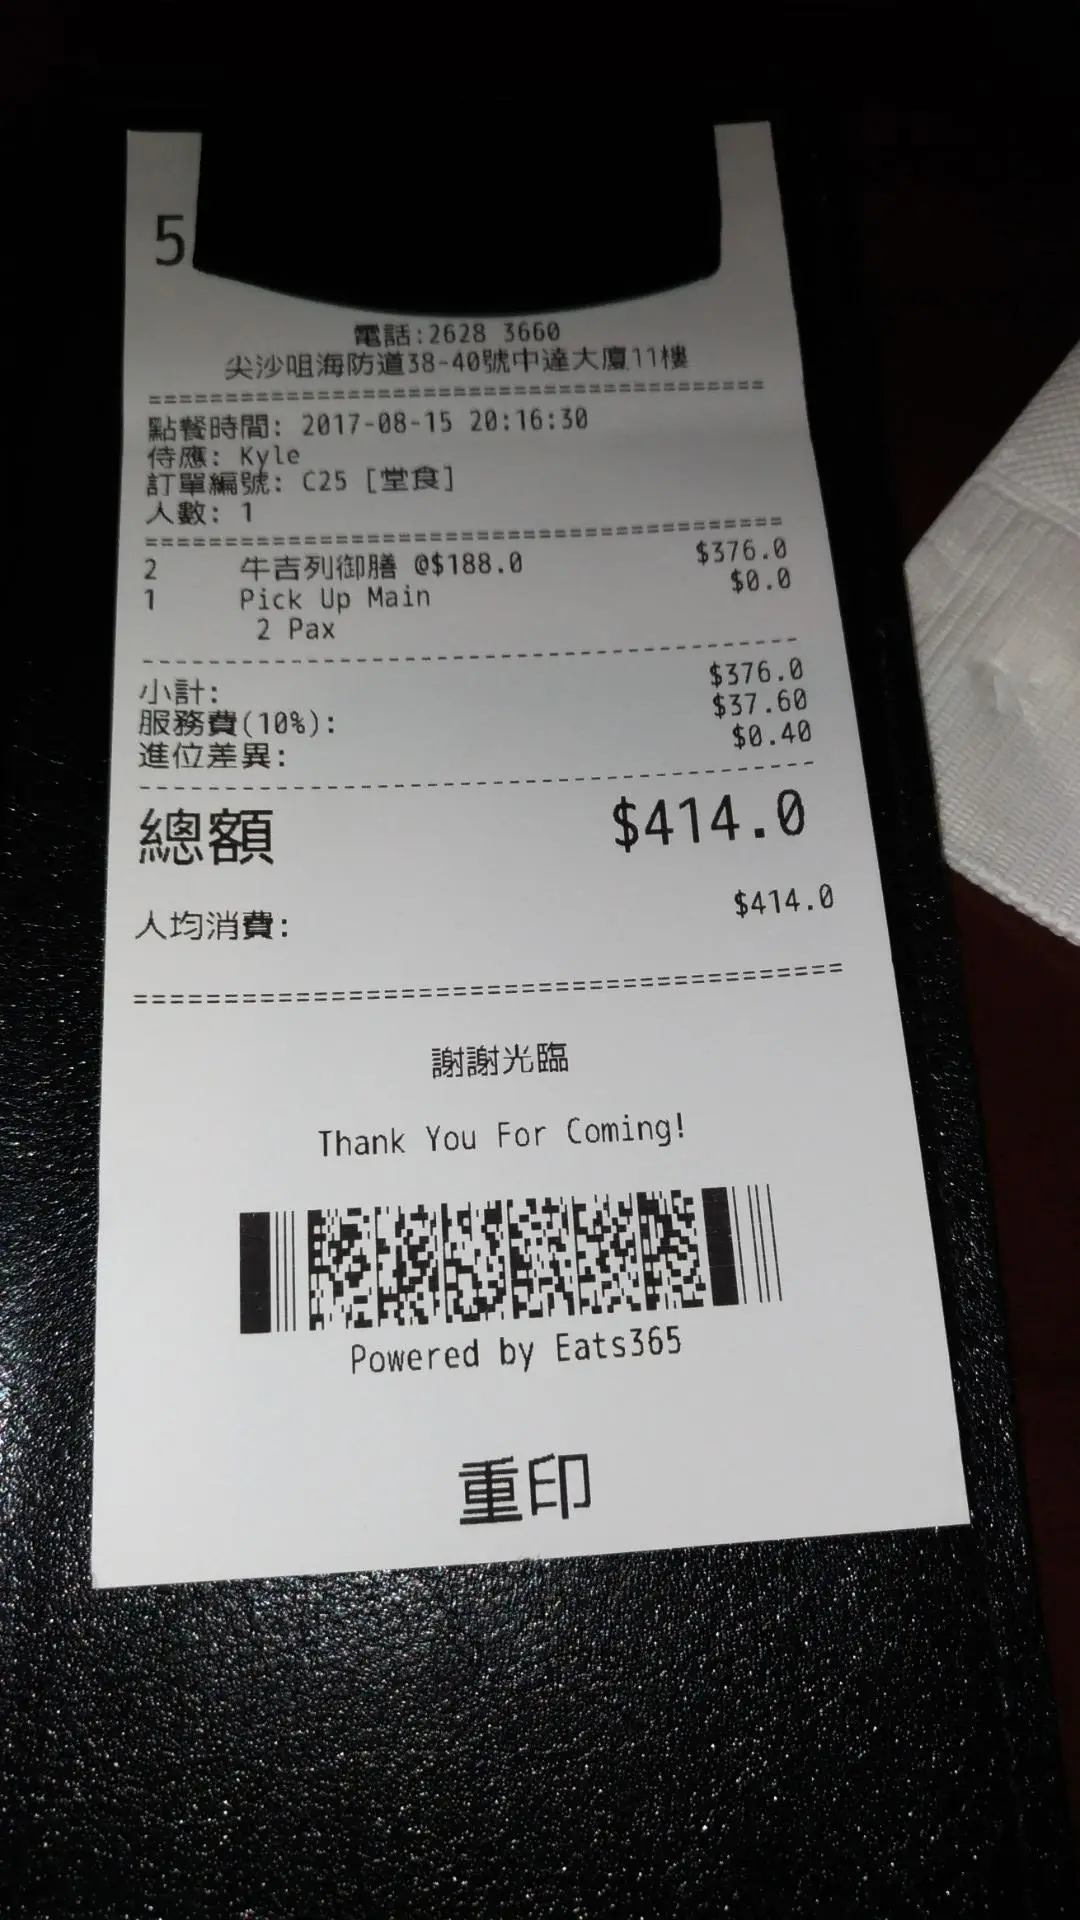 5
電話:2628 3660
尖沙咀海防道38-40號中達大廈11樓
========================================
點餐時間: 2017-08-15 20:16:30
侍應: Kyle
訂單編號: C25 [堂食]
人數: 1
========================================
2 牛吉列御膳 @$188.0 $376.0
1 Pick Up Main $0.0
2 Pax
----------------------------------------
小計: $376.0
服務費(10%): $37.60
進位差異: $0.40
----------------------------------------
總額 $414.0
人均消費: $414.0
========================================
謝謝光臨
Thank You For Coming!
Powered by Eats365
重印